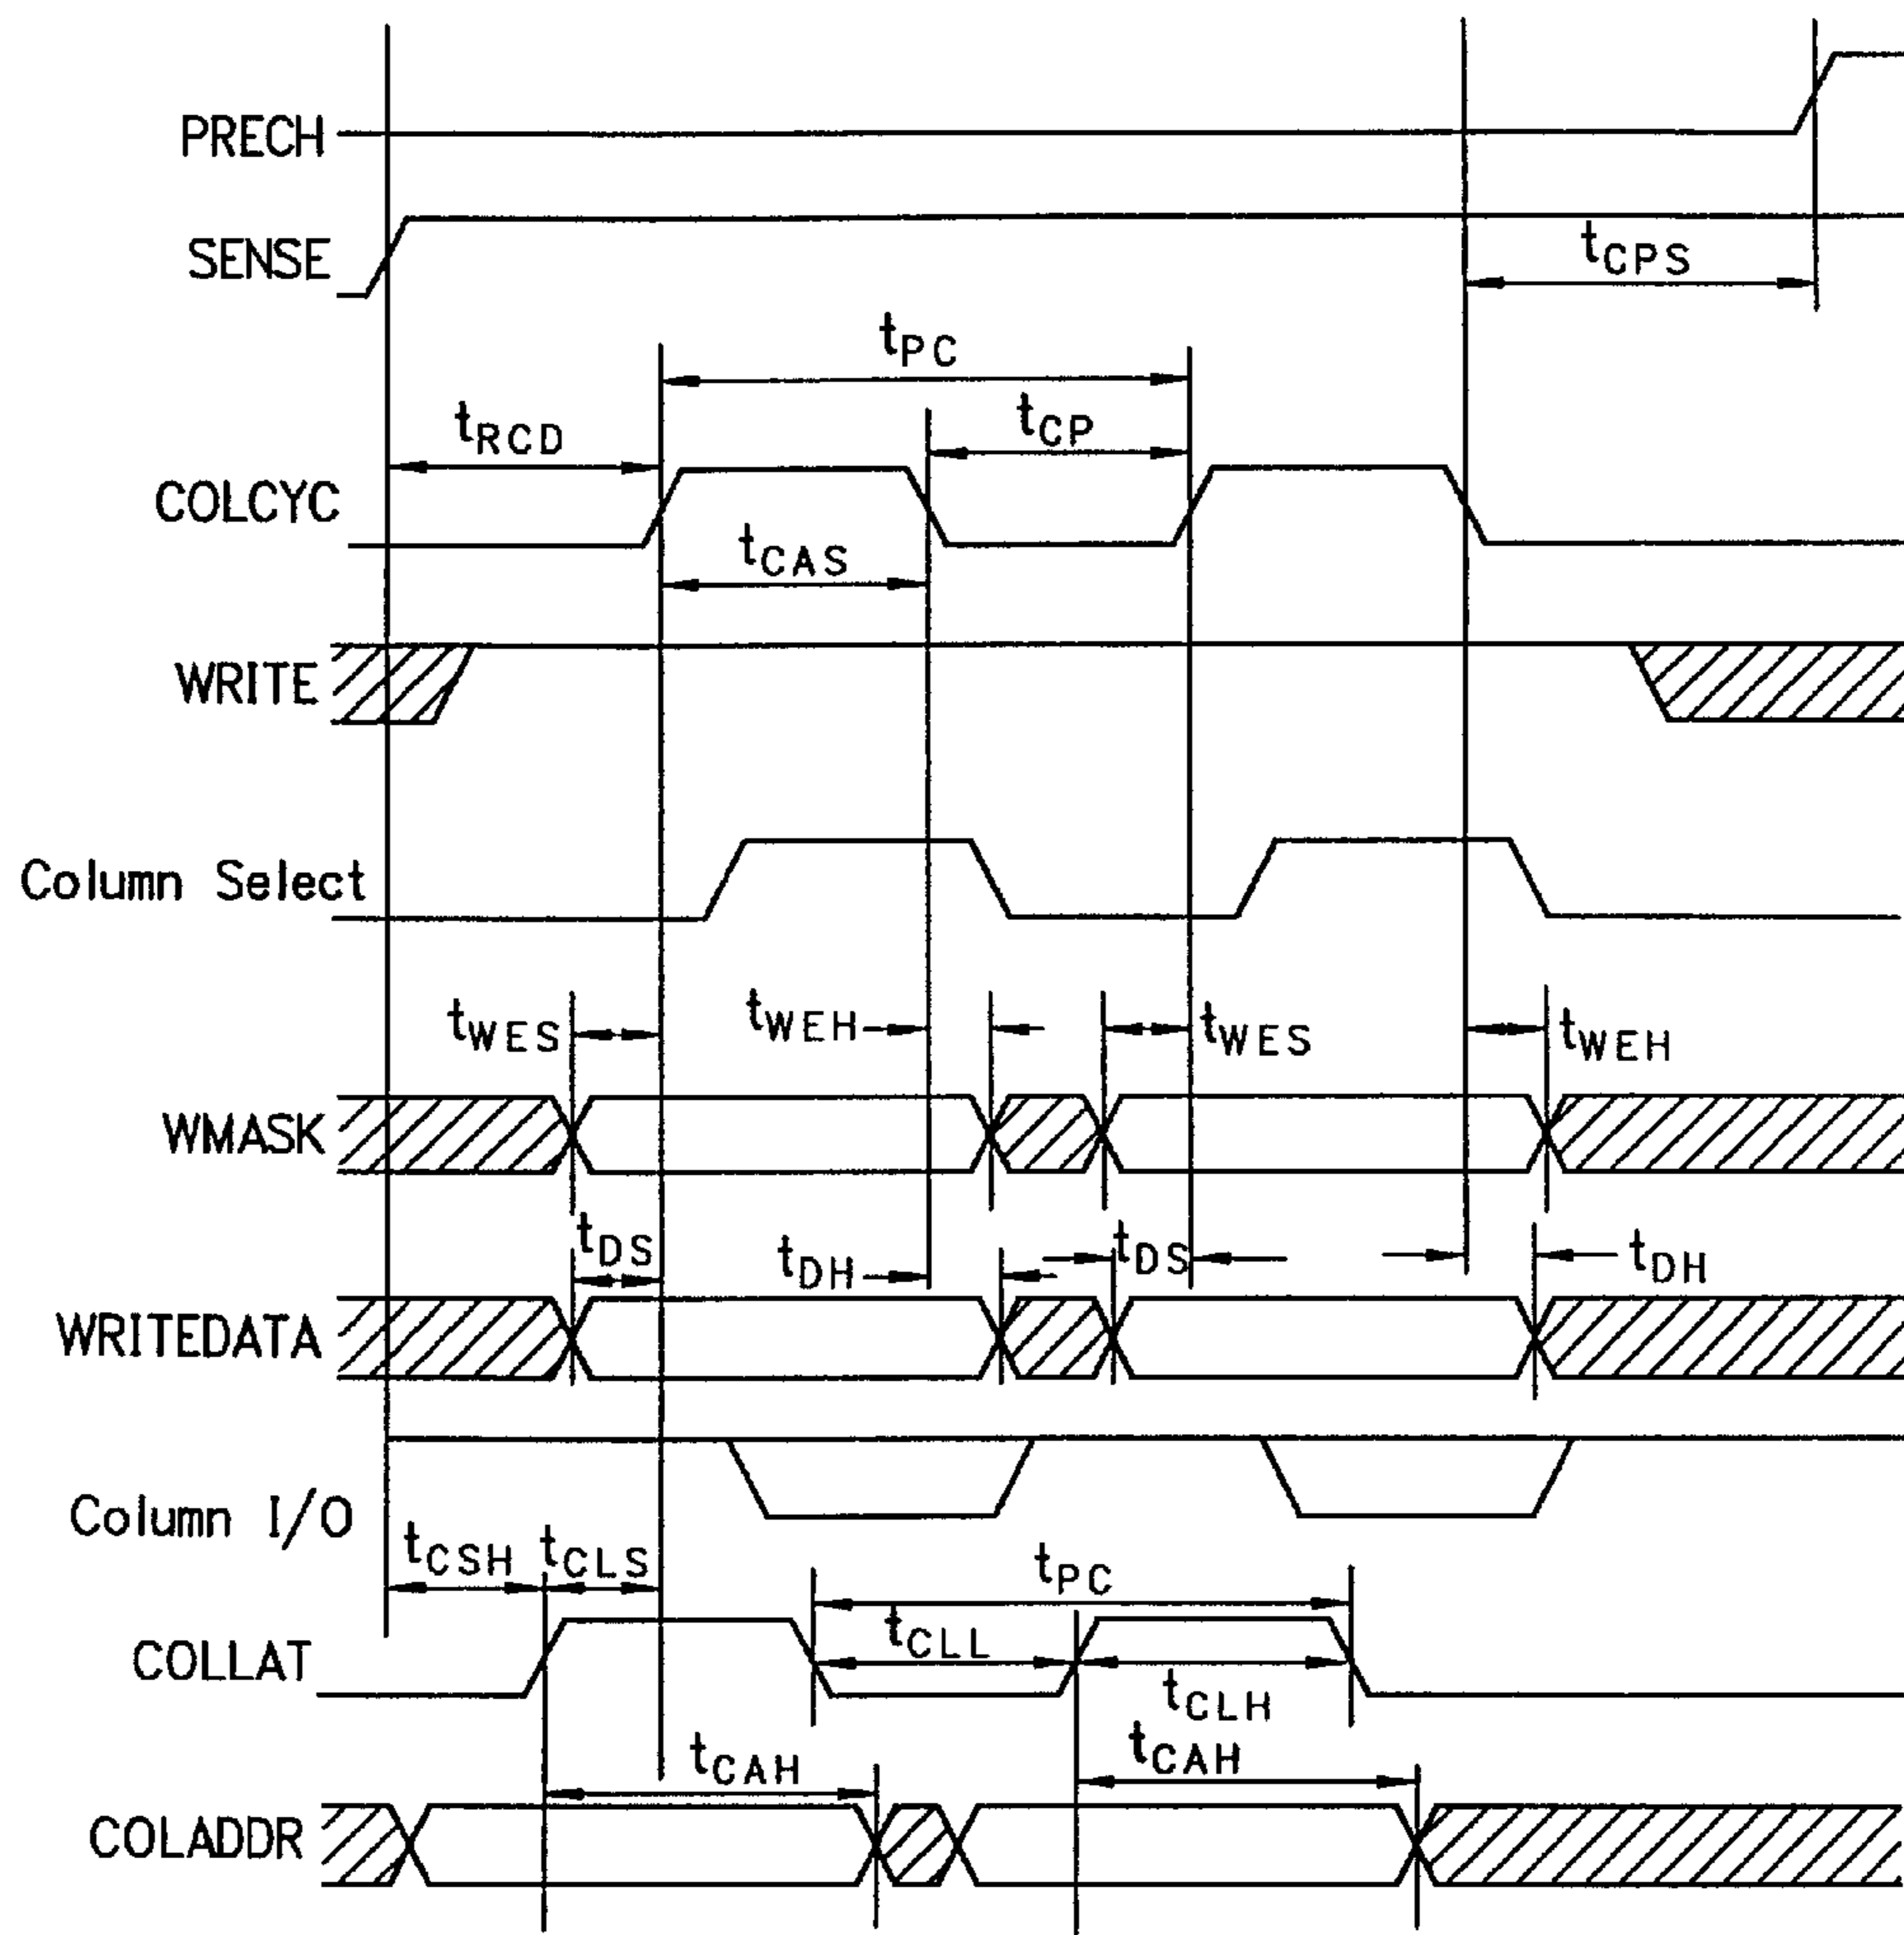 PRECH
SENSE
tCPS
tPC
tRCD
tCP
COLCYC
tCAS
WRITE
Column Select
tWES tWEH tWES tWEH
WMASK
tDS tDH tDS tDH
WRITEDATA
Column I/O
tCSH tCLS tPC
COLLAT
tCLL
tCLH
tCAH tCAH
COLADDR